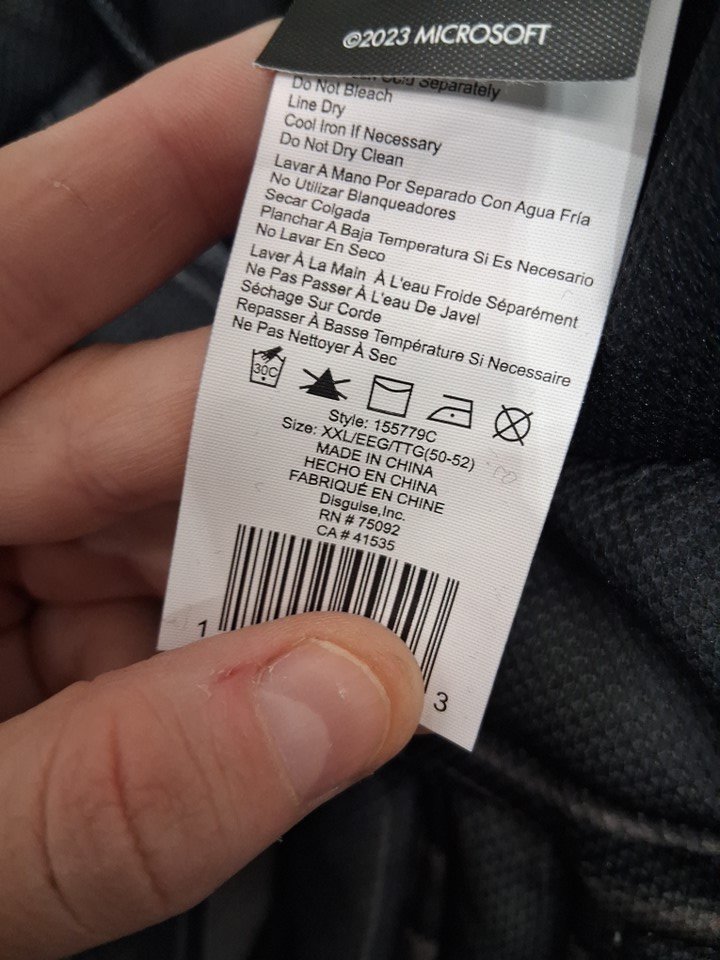 ©2023 MICROSOFT
Separately
Do Not Bleach
Line Dry
Cool Iron If Necessary
Do Not Dry Clean
Lavar A Mano Por Separado Con Agua Fría
No Utilizar Blanqueadores
Secar Colgada
Planchar A Baja Temperatura Si Es Necesario
No Lavar En Seco
Laver À La Main À L'eau Froide Séparément
Ne Pas Passer À L'eau De Javel
Séchage Sur Corde
Repasser À Basse Température Si Necessaire
Ne Pas Nettoyer À Sec
30C
Style: 155779C
Size: XXL/EEG/TTG(50-52)
MADE IN CHINA
HECHO EN CHINA
FABRIQUÉ EN CHINE
Disguise,Inc.
RN # 75092
CA # 41535
1 3